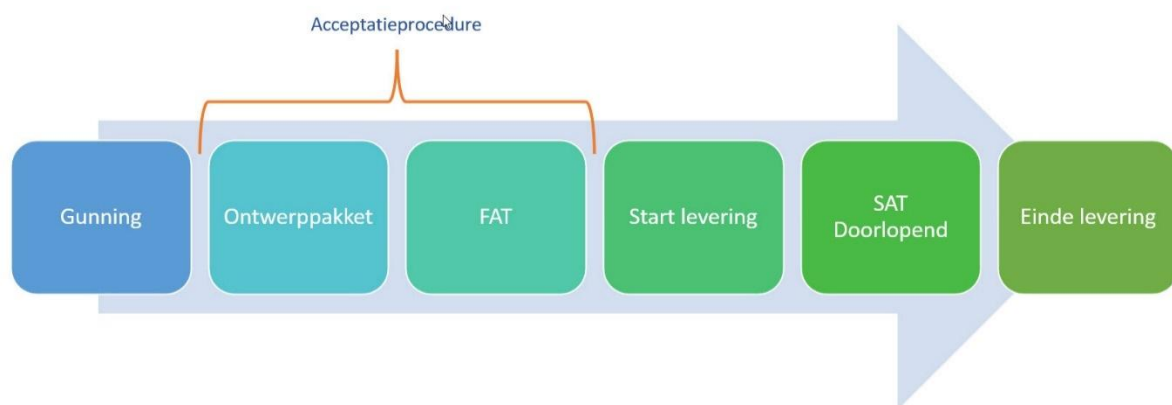 Acceptatieprocedure
Gunning
Ontwerppakket
FAT
Start levering
SAT
Doorlopend
Einde levering